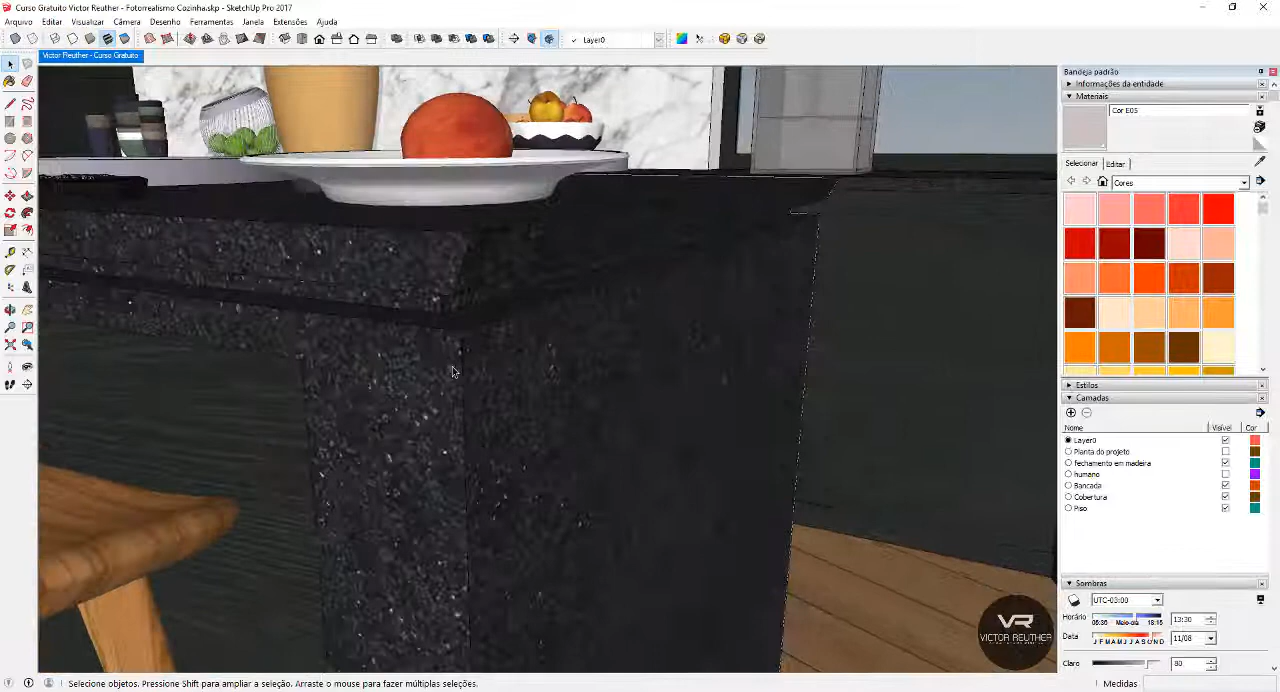 Curso Gratuito Victor Reuther - Fotorrealismo Cozinha.skp - SketchUp Pro 2017
Arquivo Editar Visualizar Câmera Desenho Ferramentas Janela Extensões Ajuda
Layer0
Victor Reuther - Curso Gratuito
Bandeja padrão
Informações da entidade
Materiais
Cor E05
Selecionar Editar
Cores
Estilos
Camadas
Nome Visível Cor
Layer0
Planta do projeto
fechamento em madeira
humano
Bancada
Cobertura
Piso
Sombras
UTC-03:00
Horário 05:36 Meio-dia 18:15 13:30
Data J F M A M J J A S O N D 11/08
Claro 80
VR
VICTOR REUTHER
Selecione objetos. Pressione Shift para ampliar a seleção. Arraste o mouse para fazer múltiplas seleções.
Medidas